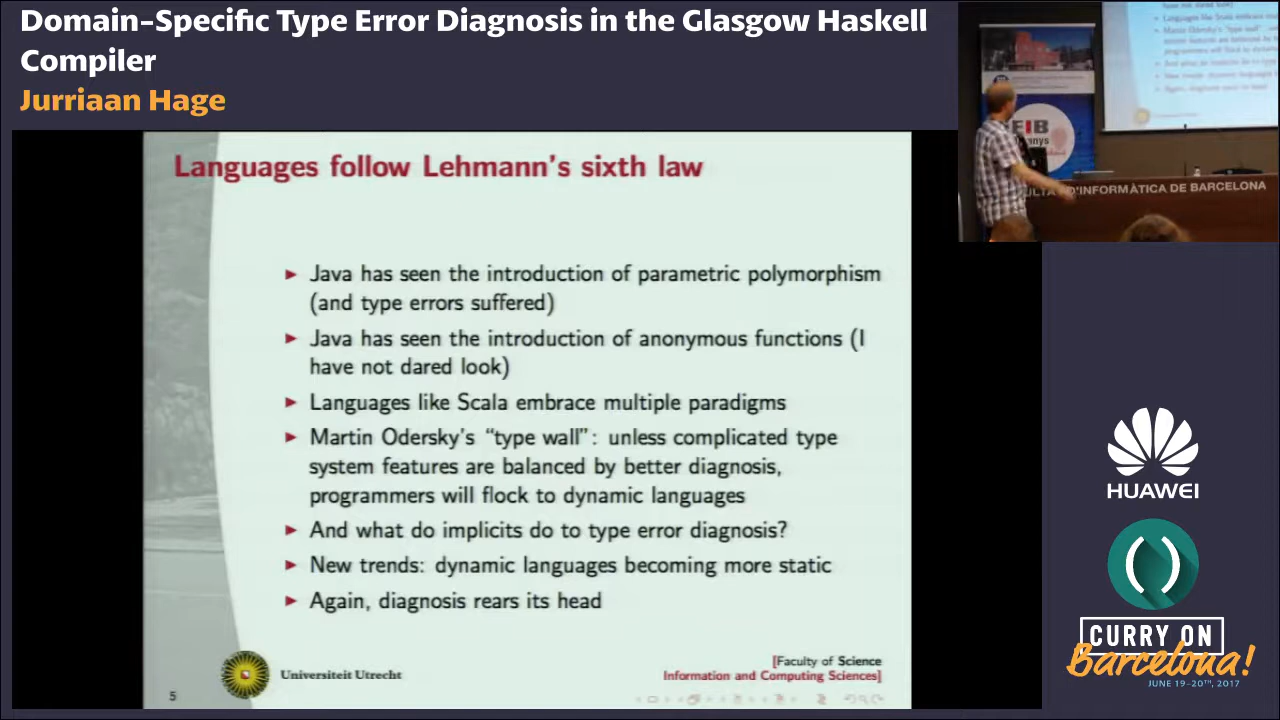 Domain-Specific Type Error Diagnosis in the Glasgow Haskell
Compiler
Jurriaan Hage
Languages follow Lehmann's sixth law
▶ Java has seen the introduction of parametric polymorphism
(and type errors suffered)
▶ Java has seen the introduction of anonymous functions (I
have not dared look)
▶ Languages like Scala embrace multiple paradigms
▶ Martin Odersky's “type wall”: unless complicated type
system features are balanced by better diagnosis,
programmers will flock to dynamic languages
▶ And what do implicits do to type error diagnosis?
▶ New trends: dynamic languages becoming more static
▶ Again, diagnosis rears its head
Universiteit Utrecht
[Faculty of Science
Information and Computing Sciences]
5
D'INFORMÀTICA DE BARCELONA
HUAWEI
CURRY ON
Barcelona!
JUNE 19-20TH, 2017